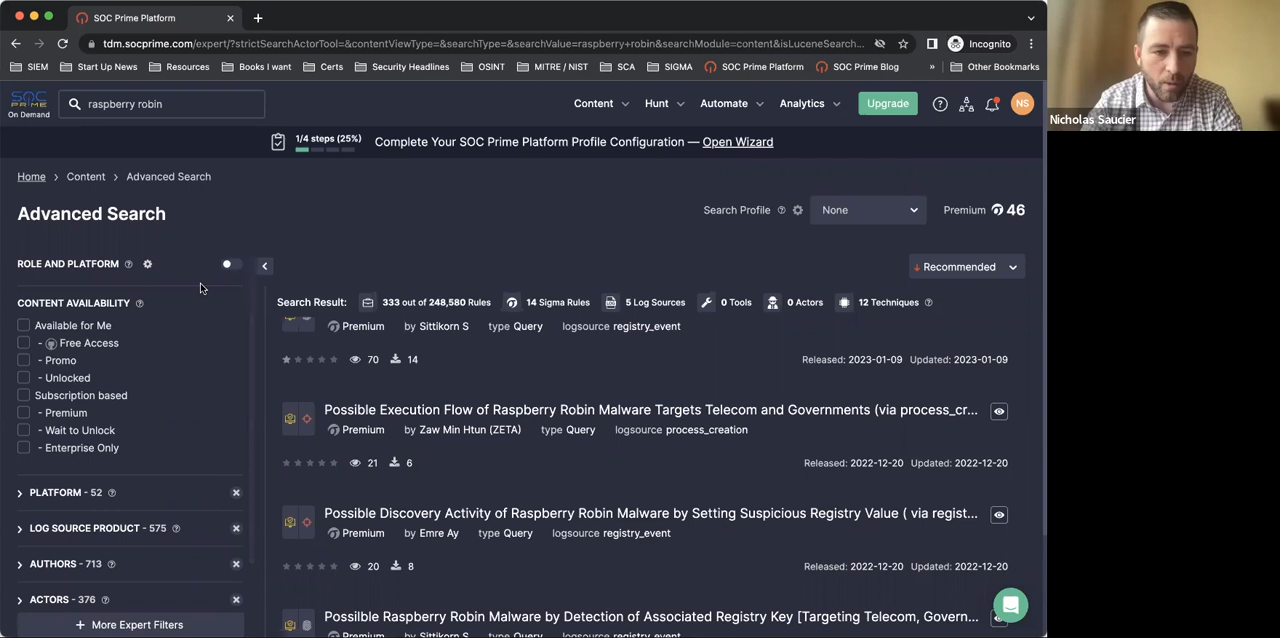 SOC Prime Platform
tdm.socprime.com/expert/?strictSearchActorTool=&contentViewType=&searchType=&searchValue=raspberry+robin&searchModule=content&isLuceneSearch...
Incognito
SIEM
Start Up News
Resources
Books I want
Certs
Security Headlines
OSINT
MITRE / NIST
SCA
SIGMA
SOC Prime Platform
SOC Prime Blog
»
Other Bookmarks
SOC
PRIME
On Demand
raspberry robin
Content
Hunt
Automate
Analytics
Upgrade
NS
Nicholas Saucier
1/4 steps (25%)
Complete Your SOC Prime Platform Profile Configuration — Open Wizard
Home > Content > Advanced Search
Advanced Search
Search Profile
None
Premium 46
ROLE AND PLATFORM
Recommended
CONTENT AVAILABILITY
Available for Me
- Free Access
- Promo
- Unlocked
Subscription based
- Premium
- Wait to Unlock
- Enterprise Only
PLATFORM - 52
LOG SOURCE PRODUCT - 575
AUTHORS - 713
ACTORS - 376
+ More Expert Filters
Search Result: 333 out of 248,580 Rules 14 Sigma Rules 5 Log Sources 0 Tools 0 Actors 12 Techniques
Premium by Sittikorn S type Query logsource registry_event
70 14 Released: 2023-01-09 Updated: 2023-01-09
Possible Execution Flow of Raspberry Robin Malware Targets Telecom and Governments (via process_cr...
Premium by Zaw Min Htun (ZETA) type Query logsource process_creation
21 6 Released: 2022-12-20 Updated: 2022-12-20
Possible Discovery Activity of Raspberry Robin Malware by Setting Suspicious Registry Value ( via regist...
Premium by Emre Ay type Query logsource registry_event
20 8 Released: 2022-12-20 Updated: 2022-12-20
Possilble Raspberry Robin Malware by Detection of Associated Registry Key [Targeting Telecom, Govern...
Premium by Sittikorn S type Query logsource registry_event